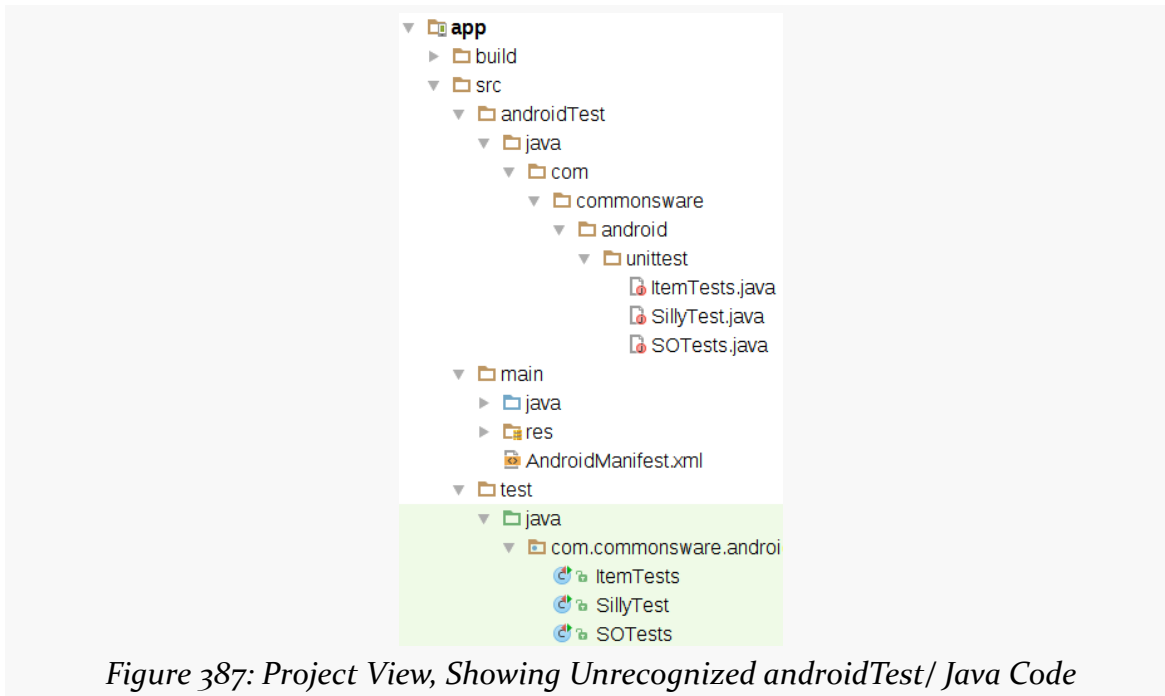 app
build
src
androidTest
java
com
commonsware
android
unittest
ItemTests.java
SillyTest.java
SOTests.java
main
java
res
AndroidManifest.xml
test
java
com.commonsware.androi
ItemTests
SillyTest
SOTests
Figure 387: Project View, Showing Unrecognized androidTest/ Java Code